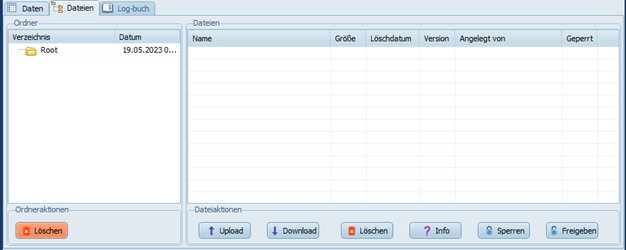 Daten Dateien Log-buch
Ordner Dateien
Verzeichnis Datum Name Größe Löschdatum Version Angelegt von Geperrt
Root 19.05.2023 0...
Ordneraktionen Dateiaktionen
Löschen Upload Download Löschen Info Sperren Freigeben